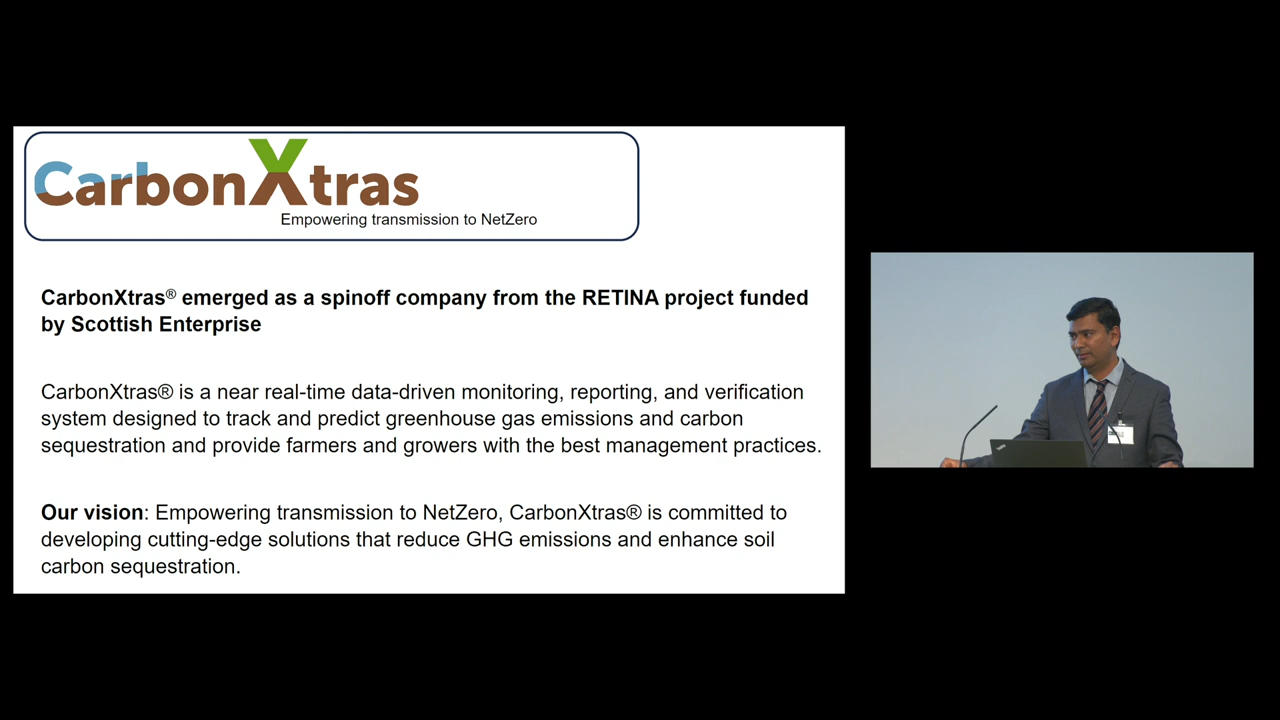 CarbonXtras
Empowering transmission to NetZero
CarbonXtras® emerged as a spinoff company from the RETINA project funded
by Scottish Enterprise
CarbonXtras® is a near real-time data-driven monitoring, reporting, and verification
system designed to track and predict greenhouse gas emissions and carbon
sequestration and provide farmers and growers with the best management practices.
Our vision: Empowering transmission to NetZero, CarbonXtras® is committed to
developing cutting-edge solutions that reduce GHG emissions and enhance soil
carbon sequestration.